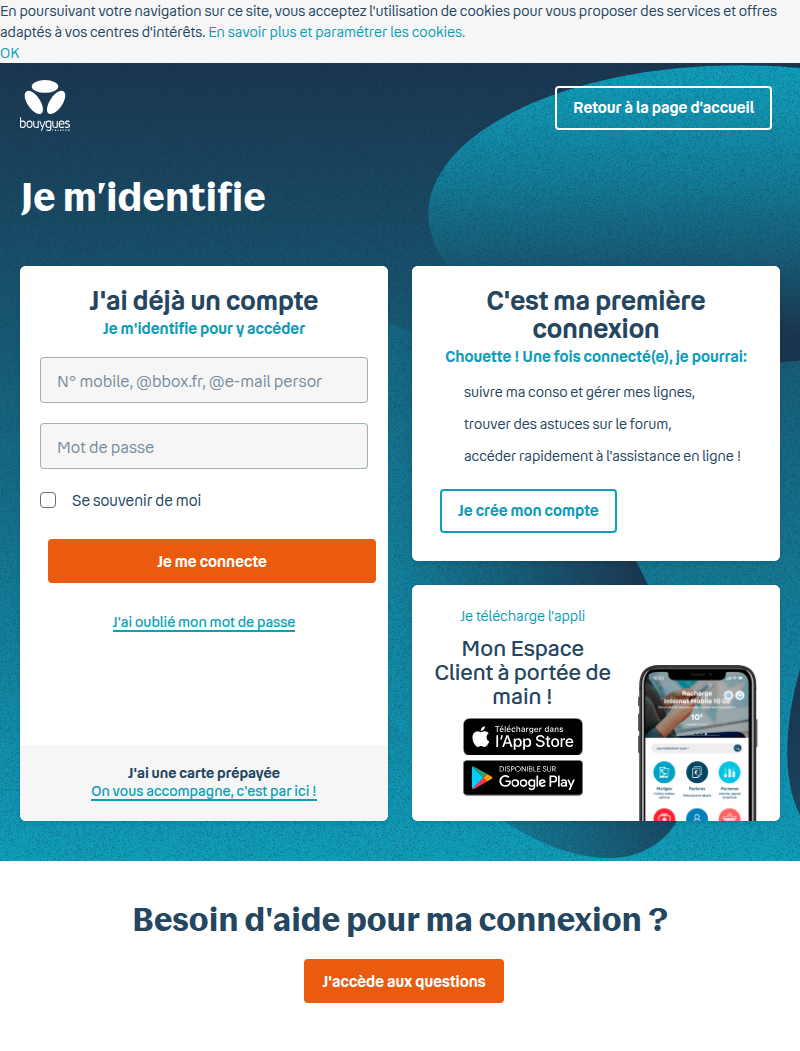 En poursuivant votre navigation sur ce site, vous acceptez l'utilisation de cookies pour vous proposer des services et offres
adaptés à vos centres d'intérêts. En savoir plus et paramétrer les cookies.
OK
bouygues
Retour à la page d'accueil
Je m'identifie
J'ai déjà un compte
Je m'identifie pour y accéder
N° mobile, @bbox.fr, @e-mail persor
Mot de passe
Se souvenir de moi
Je me connecte
J'ai oublié mon mot de passe
J'ai une carte prépayée
On vous accompagne, c'est par ici !
C'est ma première
connexion
Chouette ! Une fois connecté(e), je pourrai:
suivre ma conso et gérer mes lignes,
trouver des astuces sur le forum,
accéder rapidement à l'assistance en ligne !
Je crée mon compte
Je télécharge l'appli
Mon Espace
Client à portée de
main !
Télécharger dans
l'App Store
DISPONIBLE SUR
Google Play
Recharge
Internet Mobile 10 Go
10€
Besoin d'aide pour ma connexion ?
J'accède aux questions